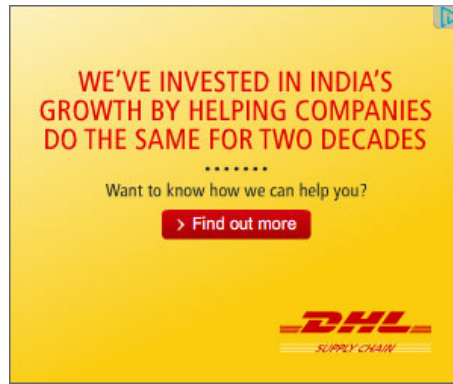 WE'VE INVESTED IN INDIA'S
GROWTH BY HELPING COMPANIES
DO THE SAME FOR TWO DECADES
Want to know how we can help you?
> Find out more
DHL
SUPPLY CHAIN